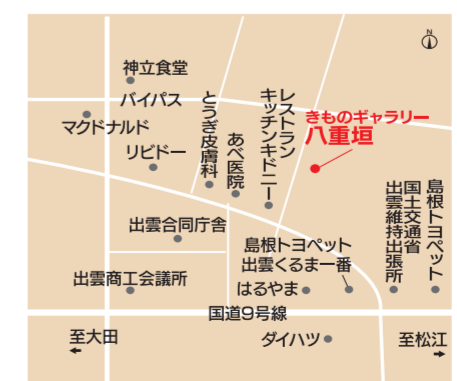 N
神立食堂
バイパス
マクドナルド
リビドー
とうぎ皮膚科
あべ医院
レストラン
キッチンキドニー
きものギャラリー
八重垣
出雲合同庁舎
出雲商工会議所
島根トヨペット
出雲くるま一番
はるやま
島根トヨペット
国土交通省
出雲維持出張所
国道9号線
至大田
ダイハツ
至松江